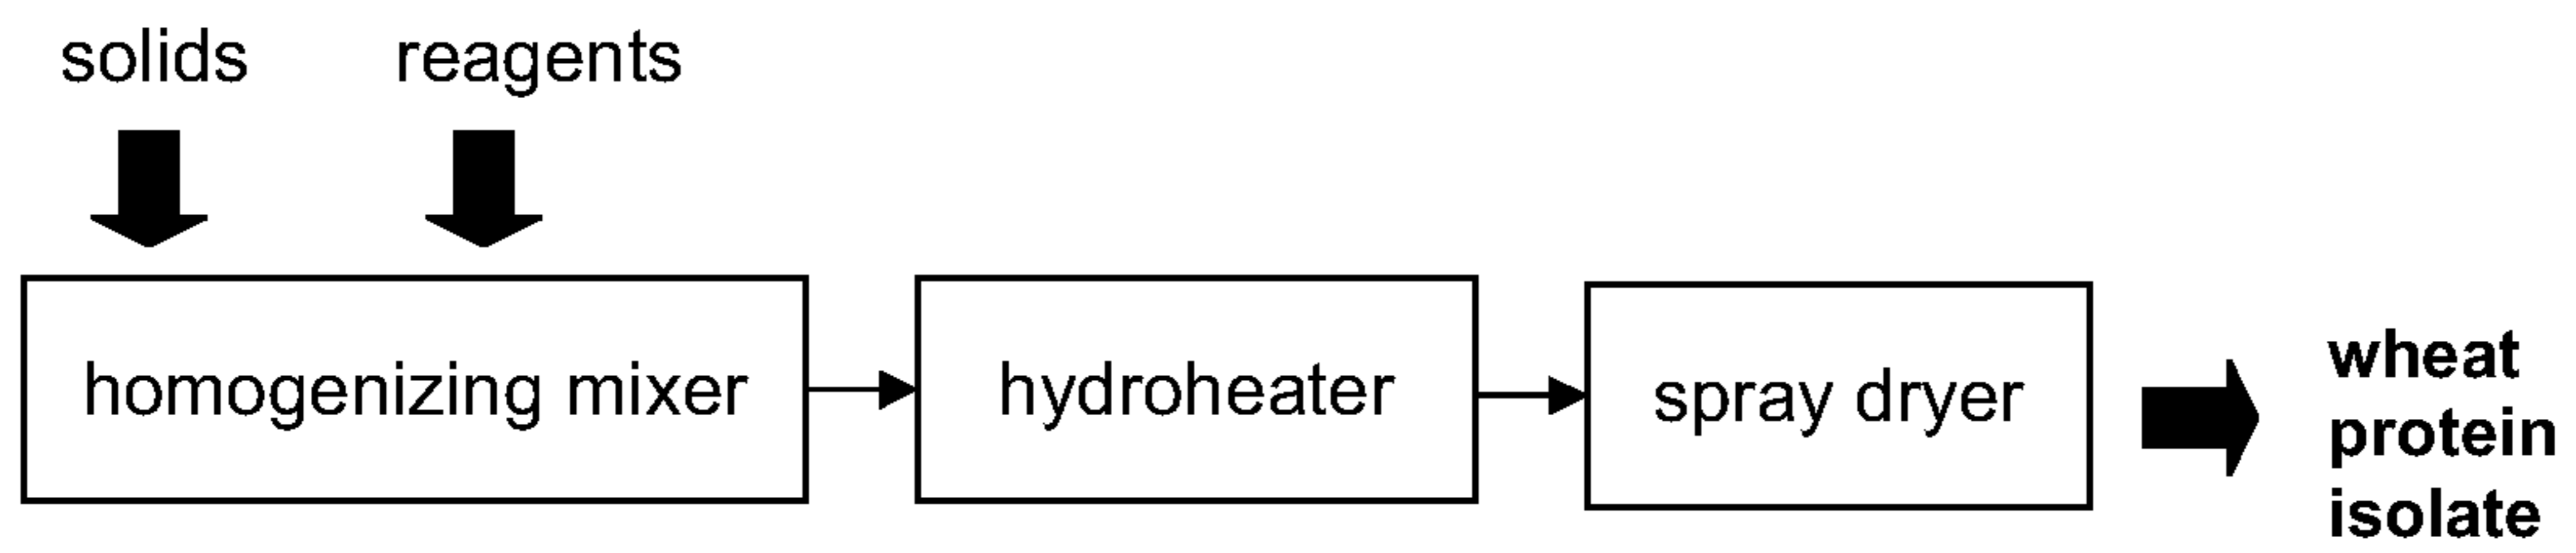 solids
reagents
homogenizing mixer
hydroheater
spray dryer
wheat
protein
isolate